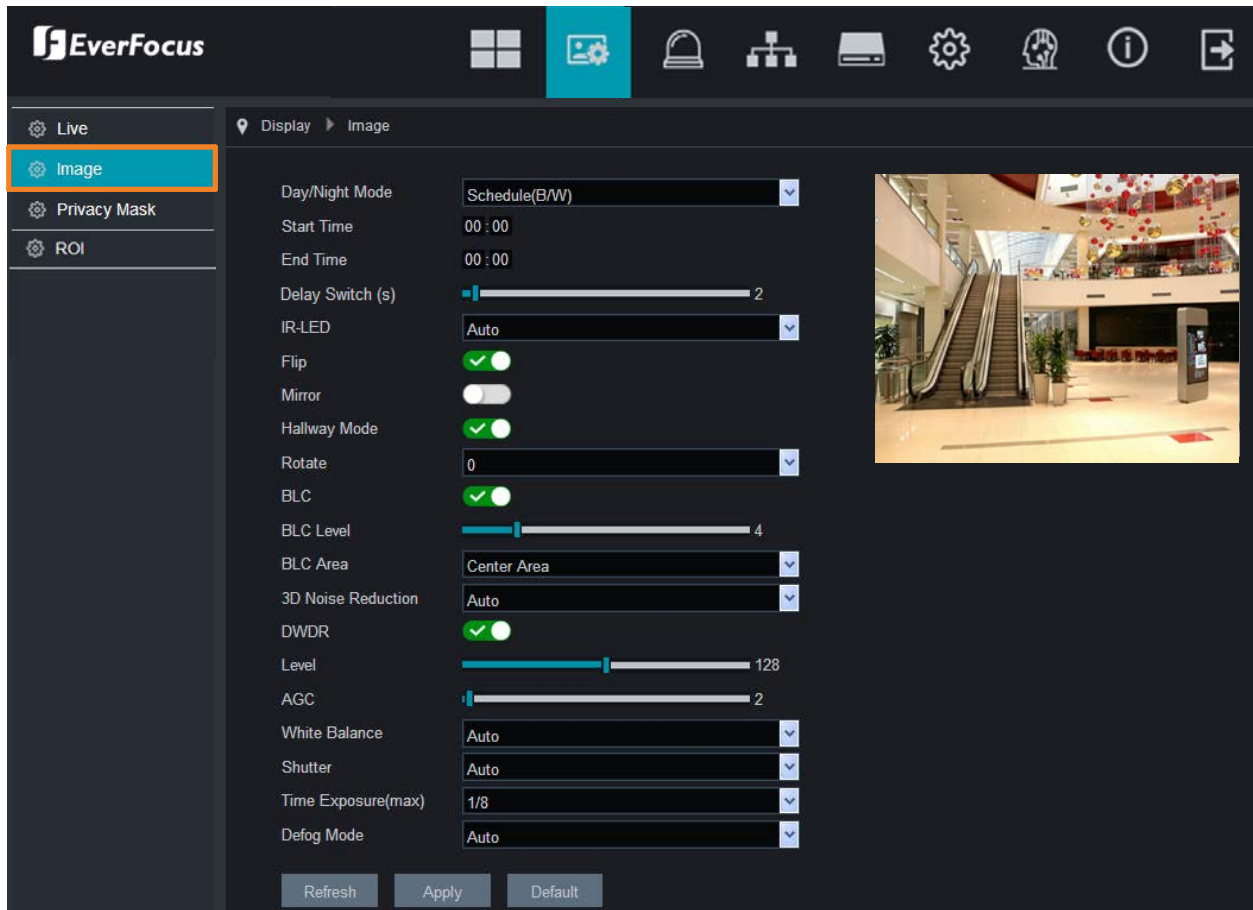 EverFocus
Live
Image
Privacy Mask
ROI
Display Image
Day/Night Mode Schedule(B/W)
Start Time 00:00
End Time 00:00
Delay Switch (s) 2
IR-LED Auto
Flip
Mirror
Hallway Mode
Rotate 0
BLC
BLC Level 4
BLC Area Center Area
3D Noise Reduction Auto
DWDR
Level 128
AGC 2
White Balance Auto
Shutter Auto
Time Exposure(max) 1/8
Defog Mode Auto
Refresh Apply Default